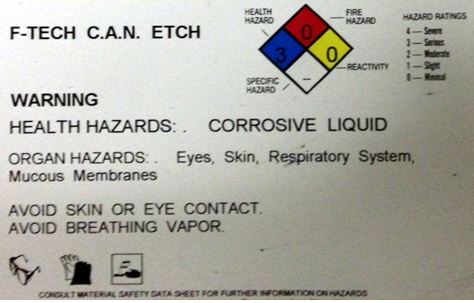 F-TECH C.A.N. ETCH
HEALTH HAZARD
FIRE HAZARD
0
3
0
–
REACTIVITY
SPECIFIC HAZARD
HAZARD RATINGS
4 — Severe
3 — Serious
2 — Moderate
1 — Slight
0 — Minimal
WARNING
HEALTH HAZARDS: . CORROSIVE LIQUID
ORGAN HAZARDS: . Eyes, Skin, Respiratory System,
Mucous Membranes
AVOID SKIN OR EYE CONTACT.
AVOID BREATHING VAPOR.
CONSULT MATERIAL SAFETY DATA SHEET FOR FURTHER INFORMATION ON HAZARDS